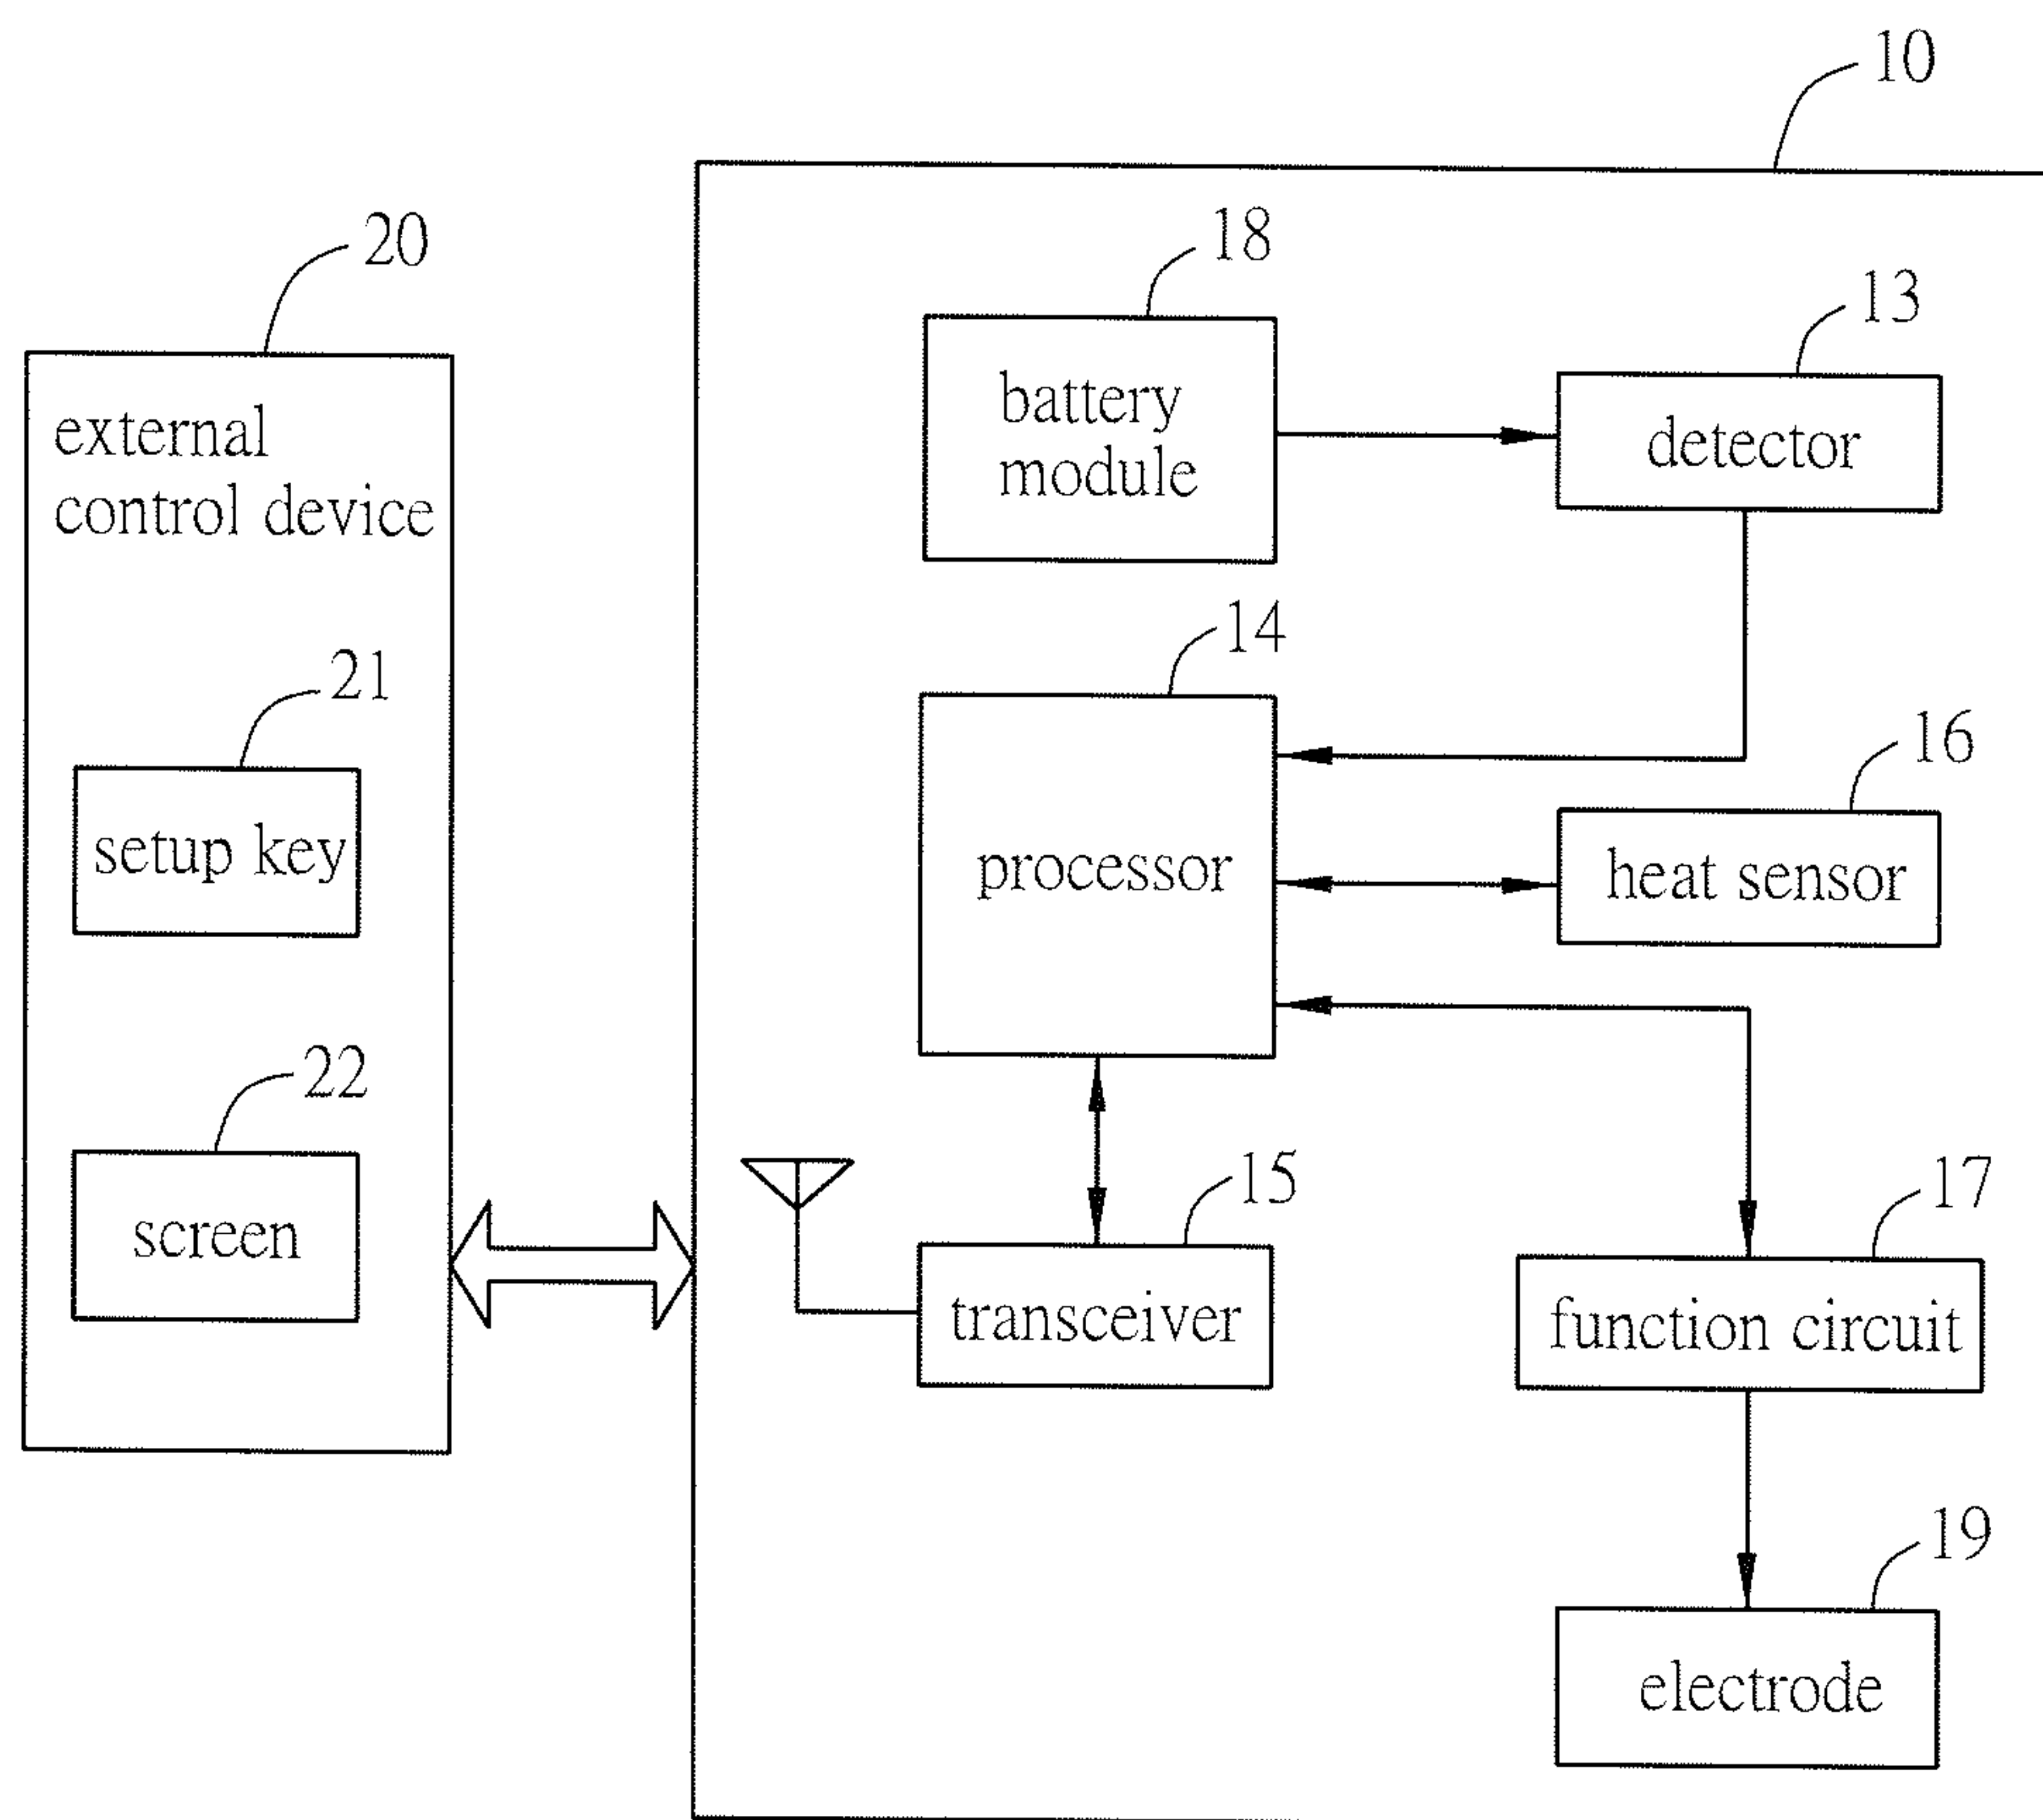 10
20
external
control device
21
setup key
22
screen
18
battery
module
13
detector
14
processor
16
heat sensor
15
transceiver
17
function circuit
19
electrode